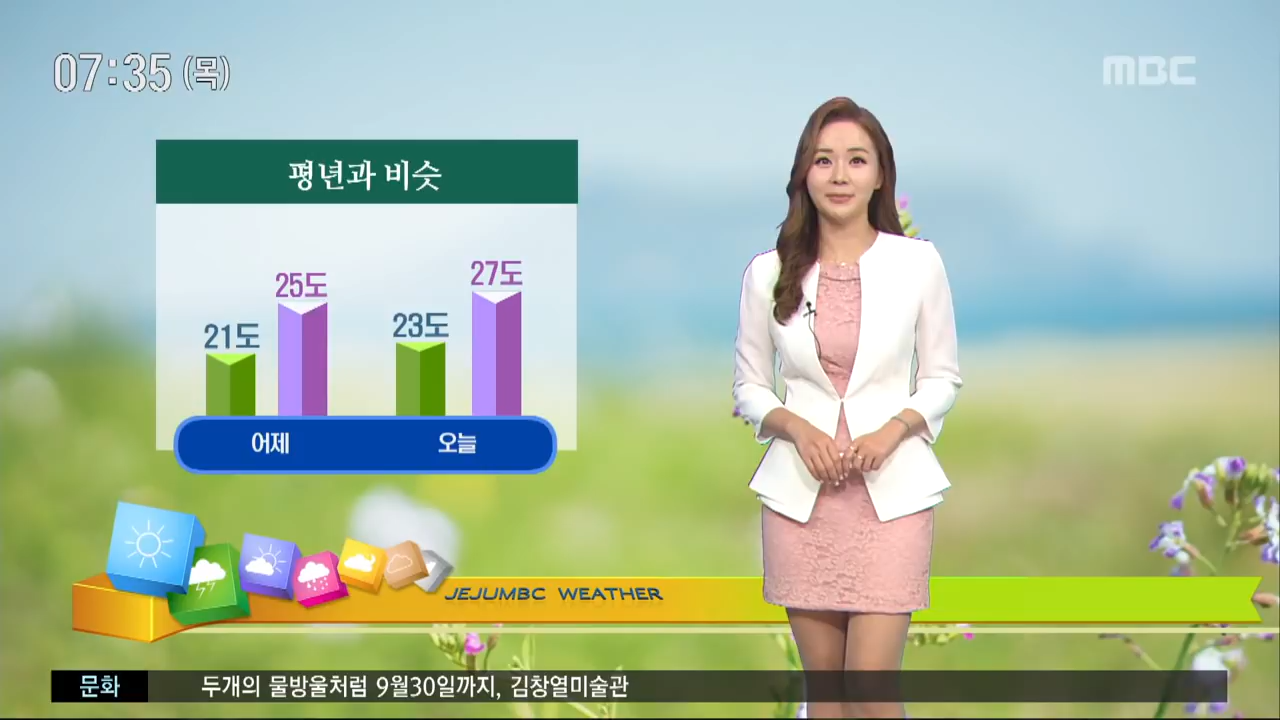 07:35 (목)
MBC
평년과 비슷
21도 25도 23도 27도
어제 오늘
JEJUMBC WEATHER
문화 두개의 물방울처럼 9월30일까지, 김창열미술관